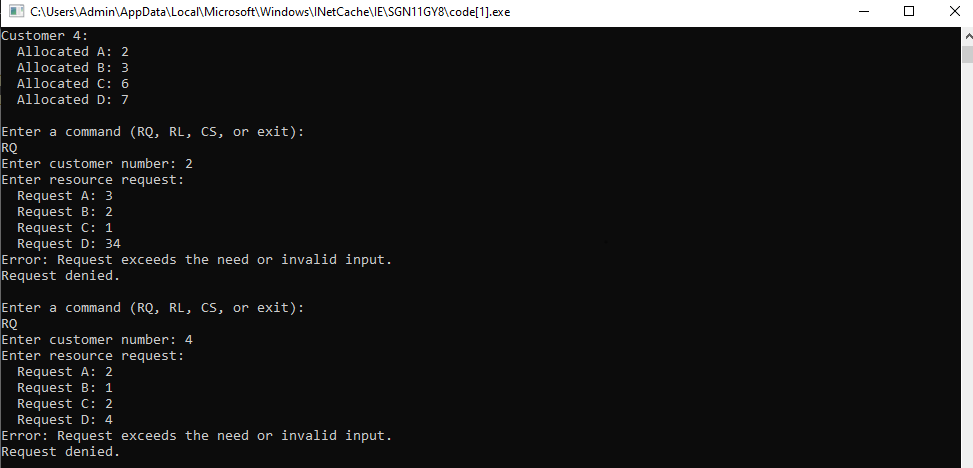 C:\Users\Admin\AppData\Local\Microsoft\Windows\INetCache\IE\SGN11GY8\code[1].exe
Customer 4:
  Allocated A: 2
  Allocated B: 3
  Allocated C: 6
  Allocated D: 7

Enter a command (RQ, RL, CS, or exit):
RQ
Enter customer number: 2
Enter resource request:
  Request A: 3
  Request B: 2
  Request C: 1
  Request D: 34
Error: Request exceeds the need or invalid input.
Request denied.

Enter a command (RQ, RL, CS, or exit):
RQ
Enter customer number: 4
Enter resource request:
  Request A: 2
  Request B: 1
  Request C: 2
  Request D: 4
Error: Request exceeds the need or invalid input.
Request denied.